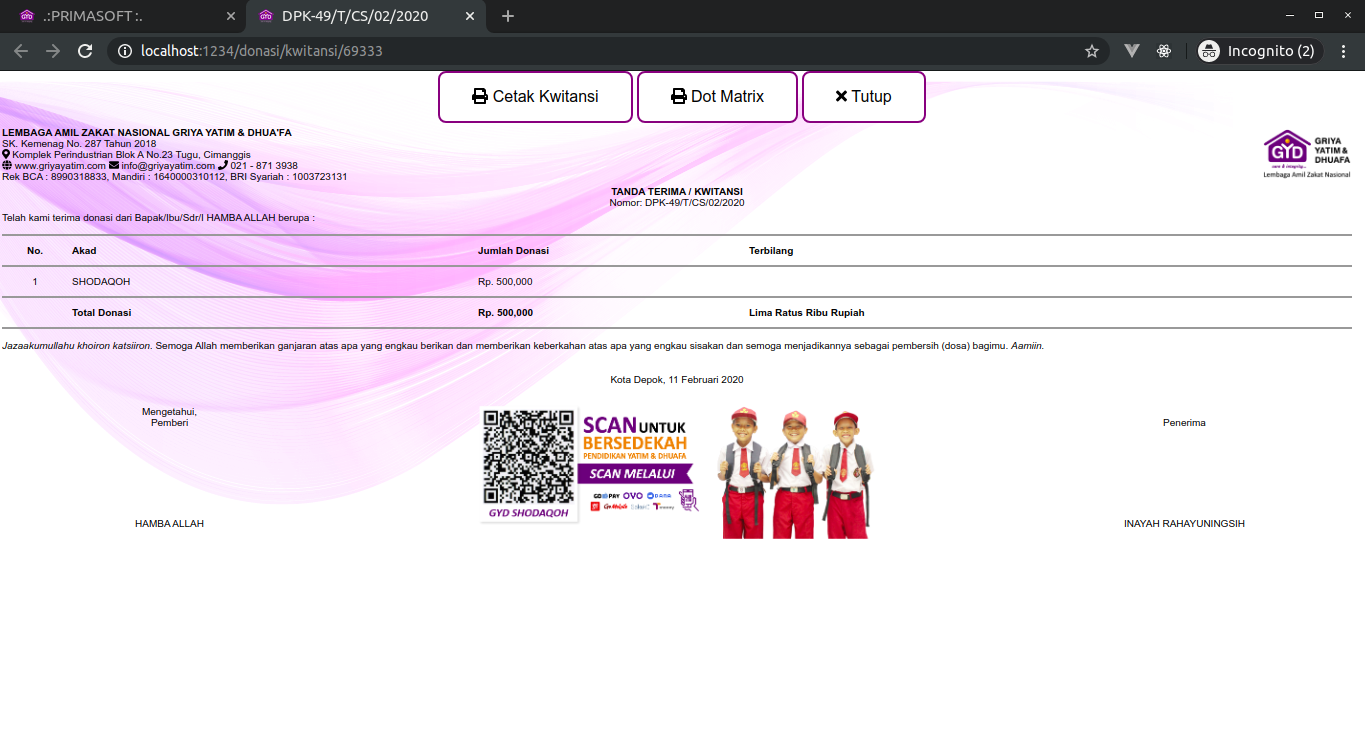 .:PRIMASOFT :.
DPK-49/T/CS/02/2020
localhost:1234/donasi/kwitansi/69333
Incognito (2)
Cetak Kwitansi
Dot Matrix
Tutup
LEMBAGA AMIL ZAKAT NASIONAL GRIYA YATIM & DHUA'FA
SK. Kemenag No. 287 Tahun 2018
Komplek Perindustrian Blok A No.23 Tugu, Cimanggis
www.griyayatim.com info@griyayatim.com 021 - 871 3938
Rek BCA : 8990318833, Mandiri : 1640000310112, BRI Syariah : 1003723131
GYD
GRIYA
YATIM &
DHUAFA
care & integrity
Lembaga Amil Zakat Nasional
TANDA TERIMA / KWITANSI
Nomor: DPK-49/T/CS/02/2020
Telah kami terima donasi dari Bapak/Ibu/Sdr/I HAMBA ALLAH berupa :
No. Akad Jumlah Donasi Terbilang
1 SHODAQOH Rp. 500,000
Total Donasi Rp. 500,000 Lima Ratus Ribu Rupiah
Jazaakumullahu khoiron katsiiron. Semoga Allah memberikan ganjaran atas apa yang engkau berikan dan memberikan keberkahan atas apa yang engkau sisakan dan semoga menjadikannya sebagai pembersih (dosa) bagimu. Aamiin.
Kota Depok, 11 Februari 2020
Mengetahui,
Pemberi
Penerima
SCAN UNTUK
BERSEDEKAH
PENDIDIKAN YATIM & DHUAFA
SCAN MELALUI
GOPAY OVO DANA
GYD SHODAQOH
HAMBA ALLAH
INAYAH RAHAYUNINGSIH